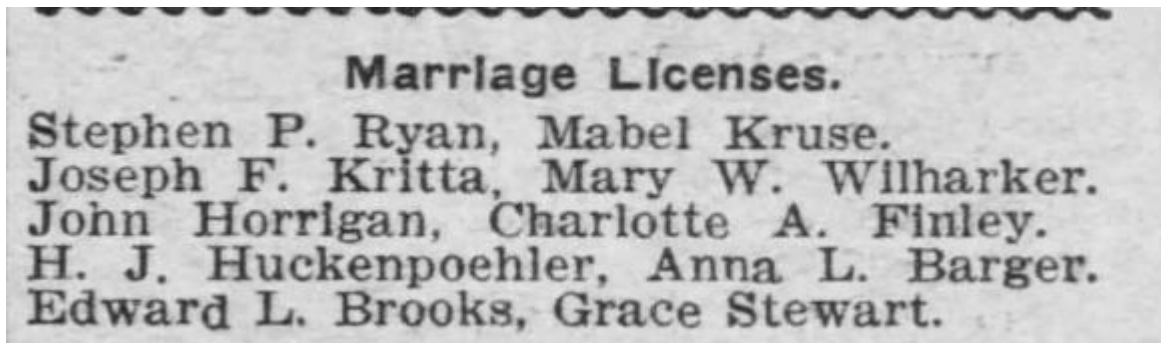 Marriage Licenses.
Stephen P. Ryan, Mabel Kruse.
Joseph F. Kritta, Mary W. Wilharker.
John Horrigan, Charlotte A. Finley.
H. J. Huckenpoehler, Anna L. Barger.
Edward L. Brooks, Grace Stewart.